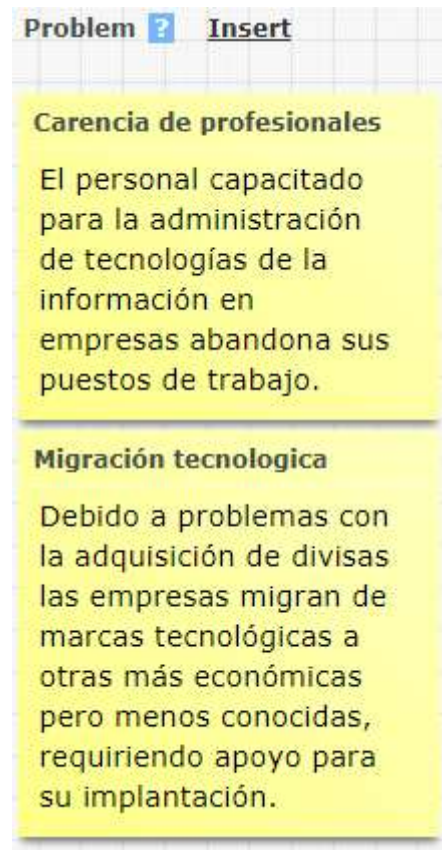 Problem ? Insert
Carencia de profesionales
El personal capacitado
para la administración
de tecnologías de la
información en
empresas abandona sus
puestos de trabajo.
Migración tecnologica
Debido a problemas con
la adquisición de divisas
las empresas migran de
marcas tecnológicas a
otras más económicas
pero menos conocidas,
requiriendo apoyo para
su implantación.